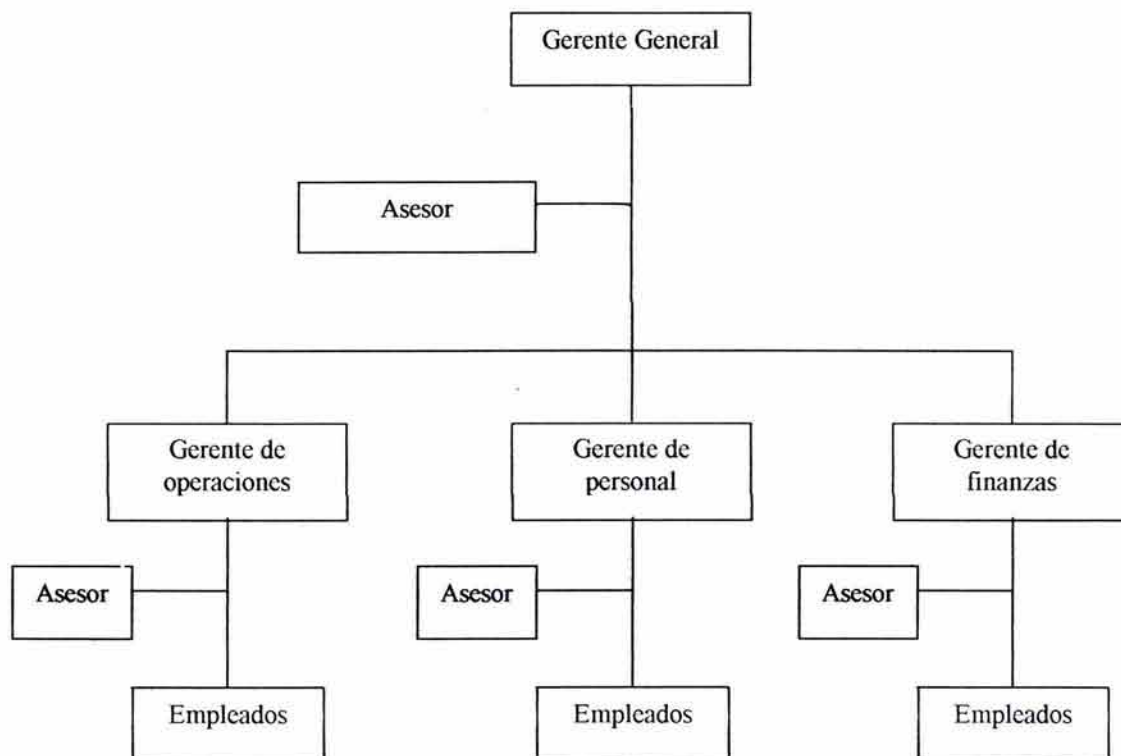 Gerente General
Asesor
Gerente de
operaciones
Gerente de
personal
Gerente de
finanzas
Asesor
Asesor
Asesor
Empleados
Empleados
Empleados